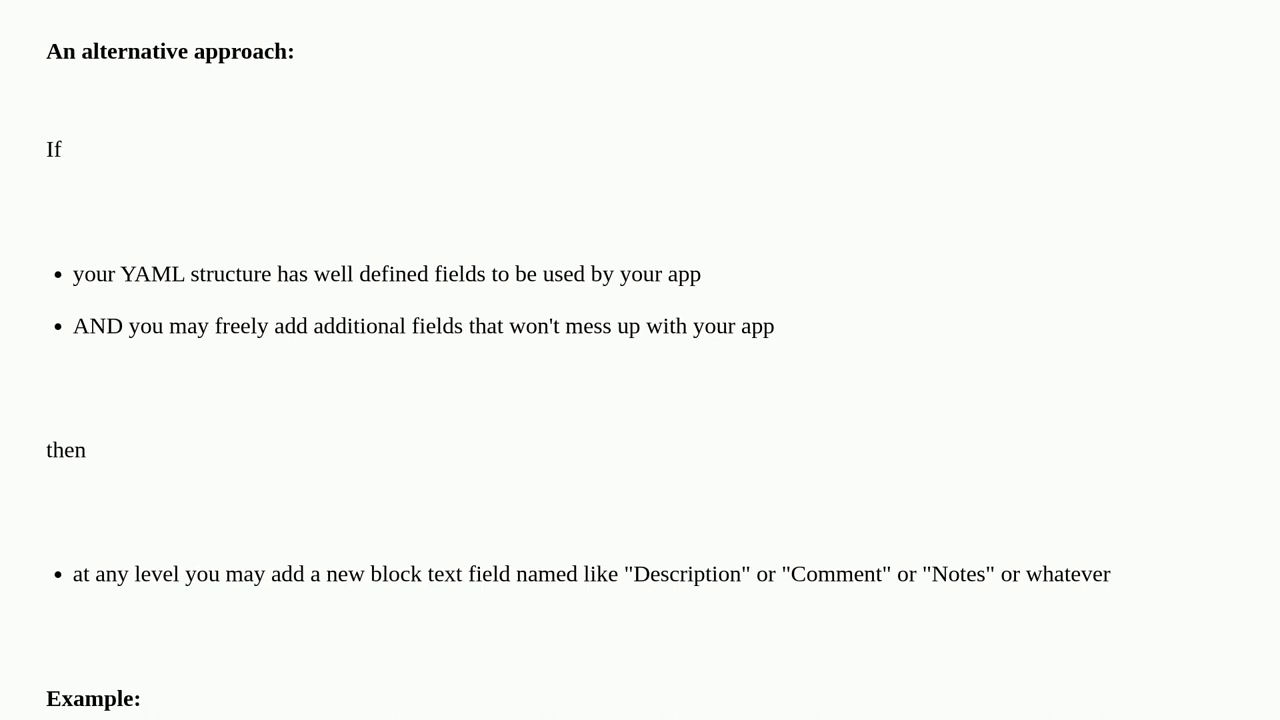 An alternative approach:
If
• your YAML structure has well defined fields to be used by your app
• AND you may freely add additional fields that won't mess up with your app
then
• at any level you may add a new block text field named like "Description" or "Comment" or "Notes" or whatever
Example: